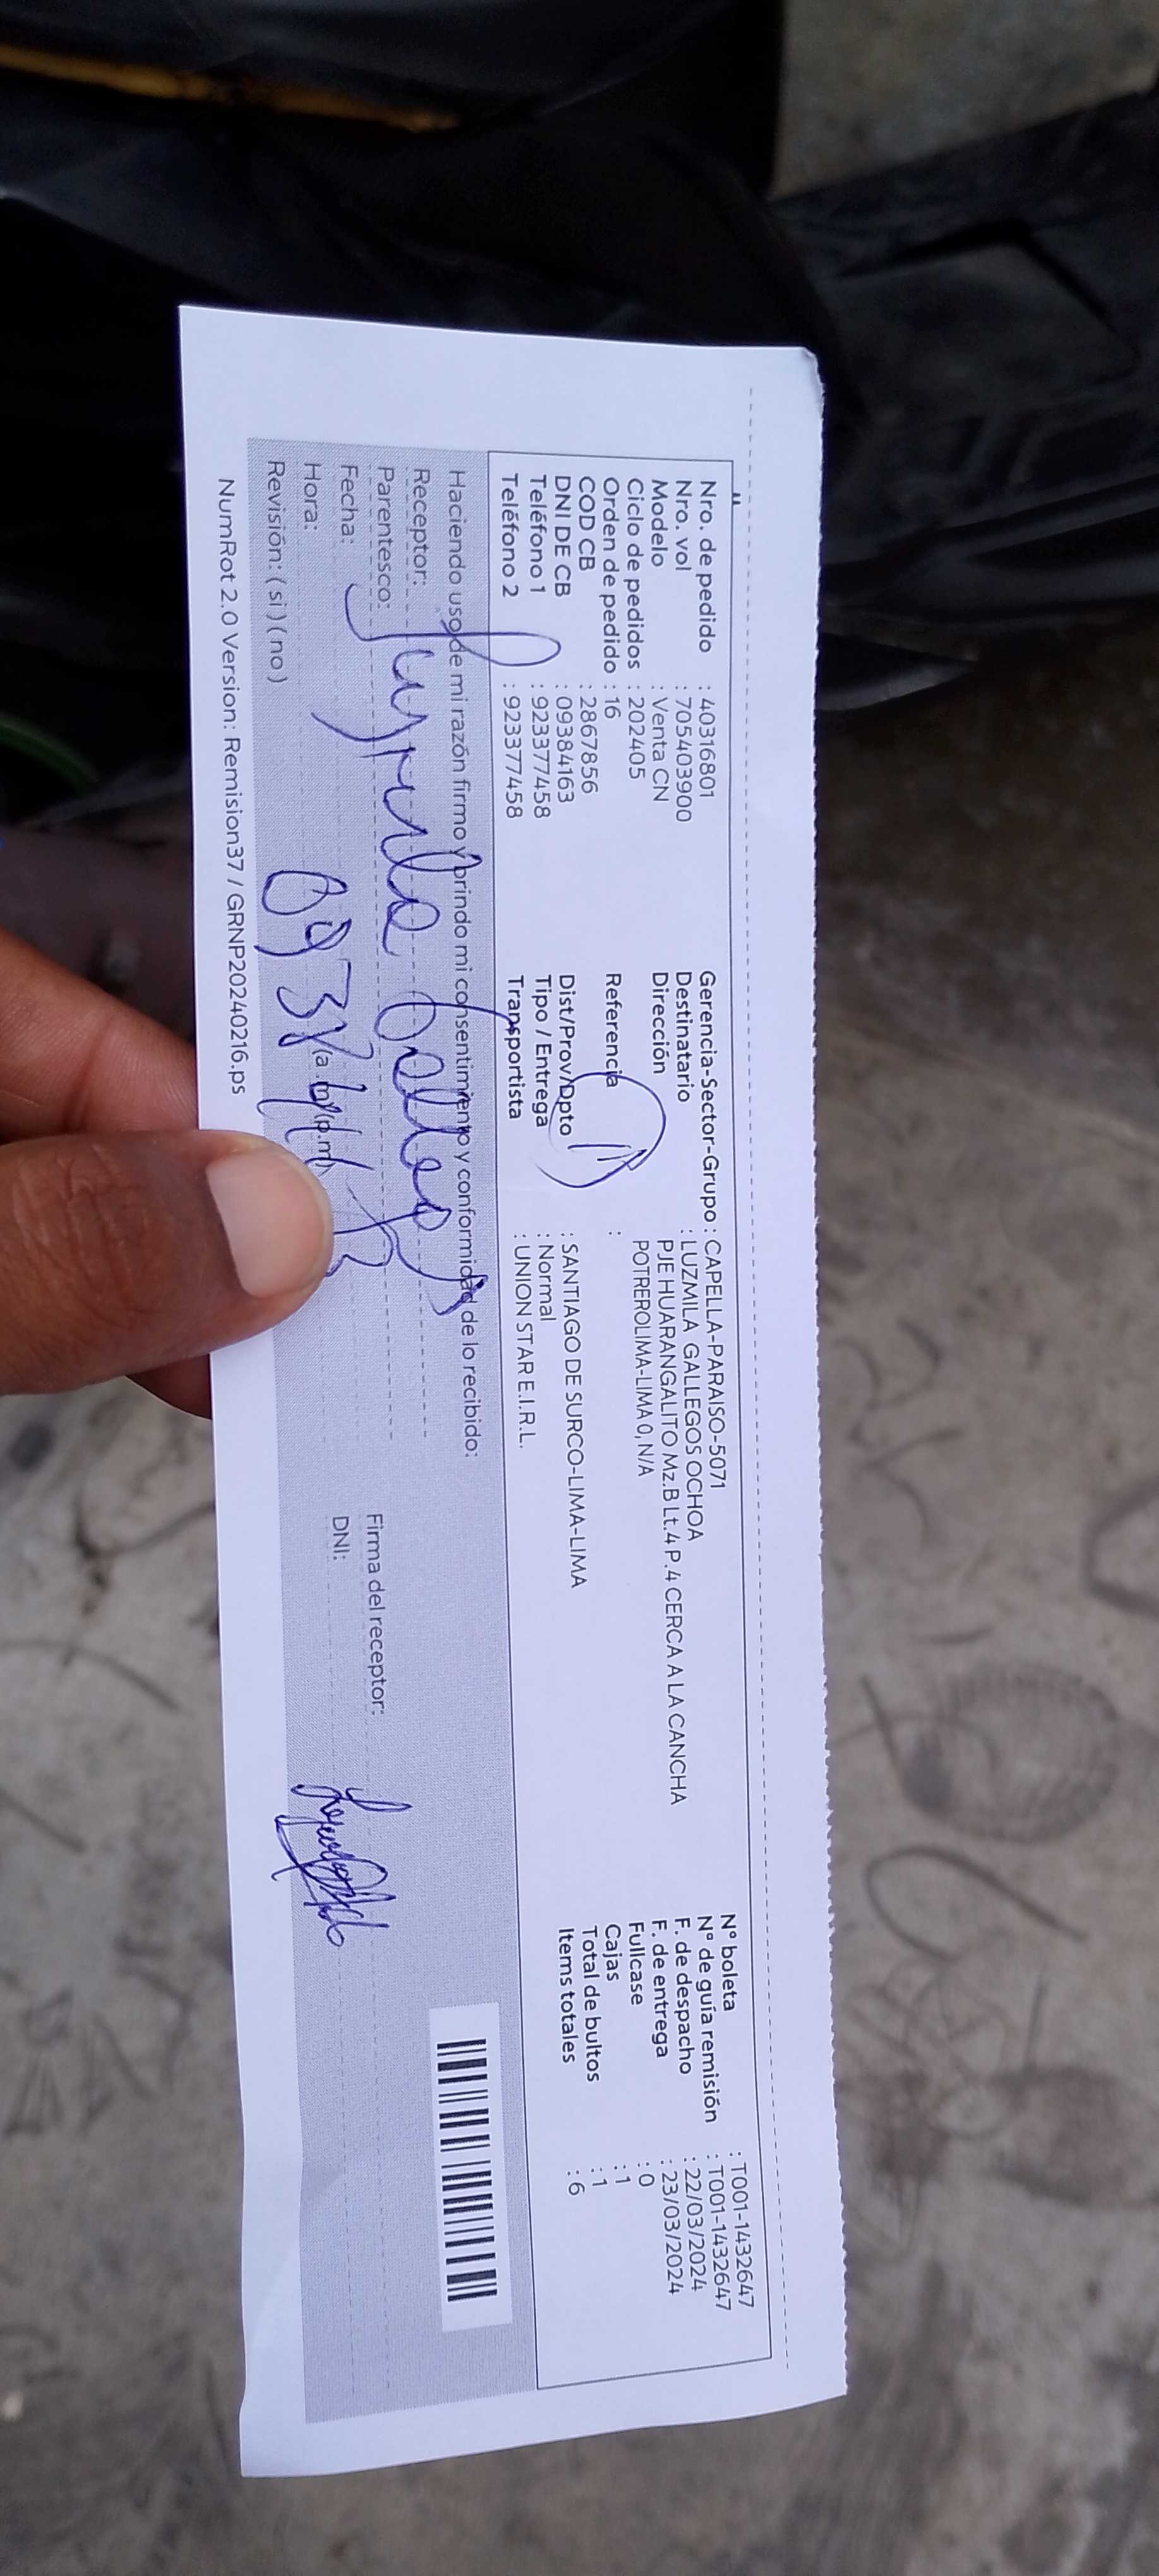 Nro. de pedido : 40316801
Nro. vol : 705403900
Modelo : Venta CN
Ciclo de pedidos : 202405
Orden de pedido : 16
COD CB : 2867856
DNI DE CB : 09384163
Teléfono 1 : 923377458
Teléfono 2 : 923377458
Gerencia-Sector-Grupo : CAPELLA-PARAISO-5071
Destinatario : LUZMILA GALLEGOS OCHOA
Dirección PJE HUARANGALITO Mz.B Lt.4 P.4 CERCA A LA CANCHA
POTREROLIMA-LIMA 0, N/A
Referencia :
Dist/Prov/Dpto : SANTIAGO DE SURCO-LIMA-LIMA
Tipo / Entrega : Normal
Transportista : UNION STAR E.I.R.L.
N° boleta : T001-1432647
N° de guía remisión : T001-1432647
F. de despacho : 22/03/2024
F. de entrega : 23/03/2024
Fullcase : 0
Cajas : 1
Total de bultos : 1
Items totales : 6
Haciendo uso de mi razón firmo y brindo mi consentimiento y conformidad de lo recibido:
Receptor:
Parentesco:
Fecha:
Hora: (a.m) (p.m)
Revisión: (si) (no)
Firma del receptor:
DNI:
NumRot 2.0 Version: Remision37 / GRNP20240216.ps